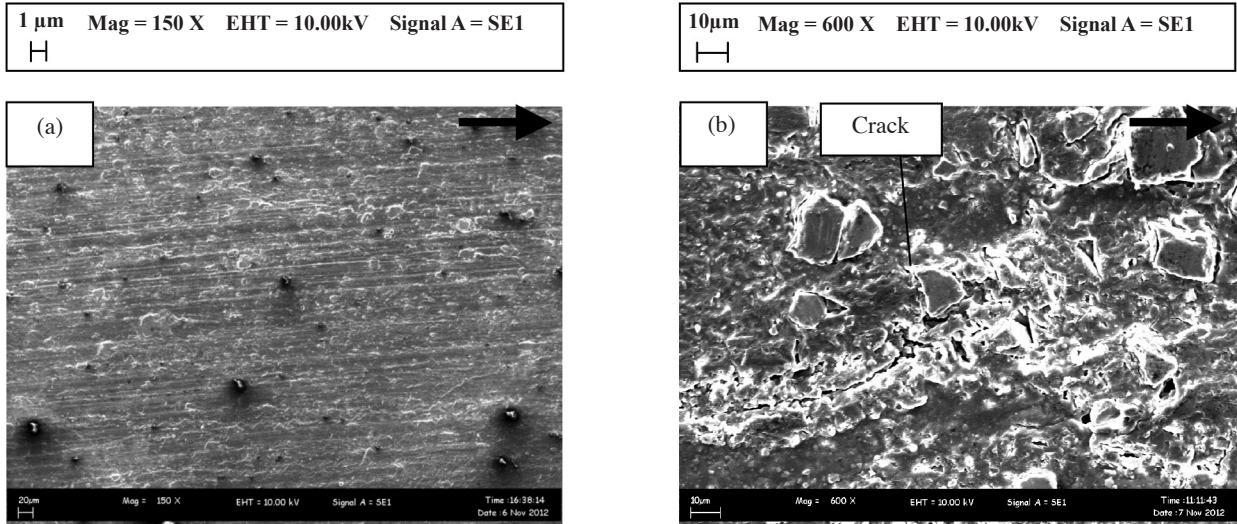 1 µm Mag = 150 X EHT = 10.00kV Signal A = SE1
10µm Mag = 600 X EHT = 10.00kV Signal A = SE1
(a)
(b)
Crack
20µm Mag = 150 X EHT = 10.00 kV Signal A = SE1 Time :16:38:14
Date :6 Nov 2012
10µm Mag = 600 X EHT = 10.00 kV Signal A = SE1 Time :11:11:43
Date :7 Nov 2012